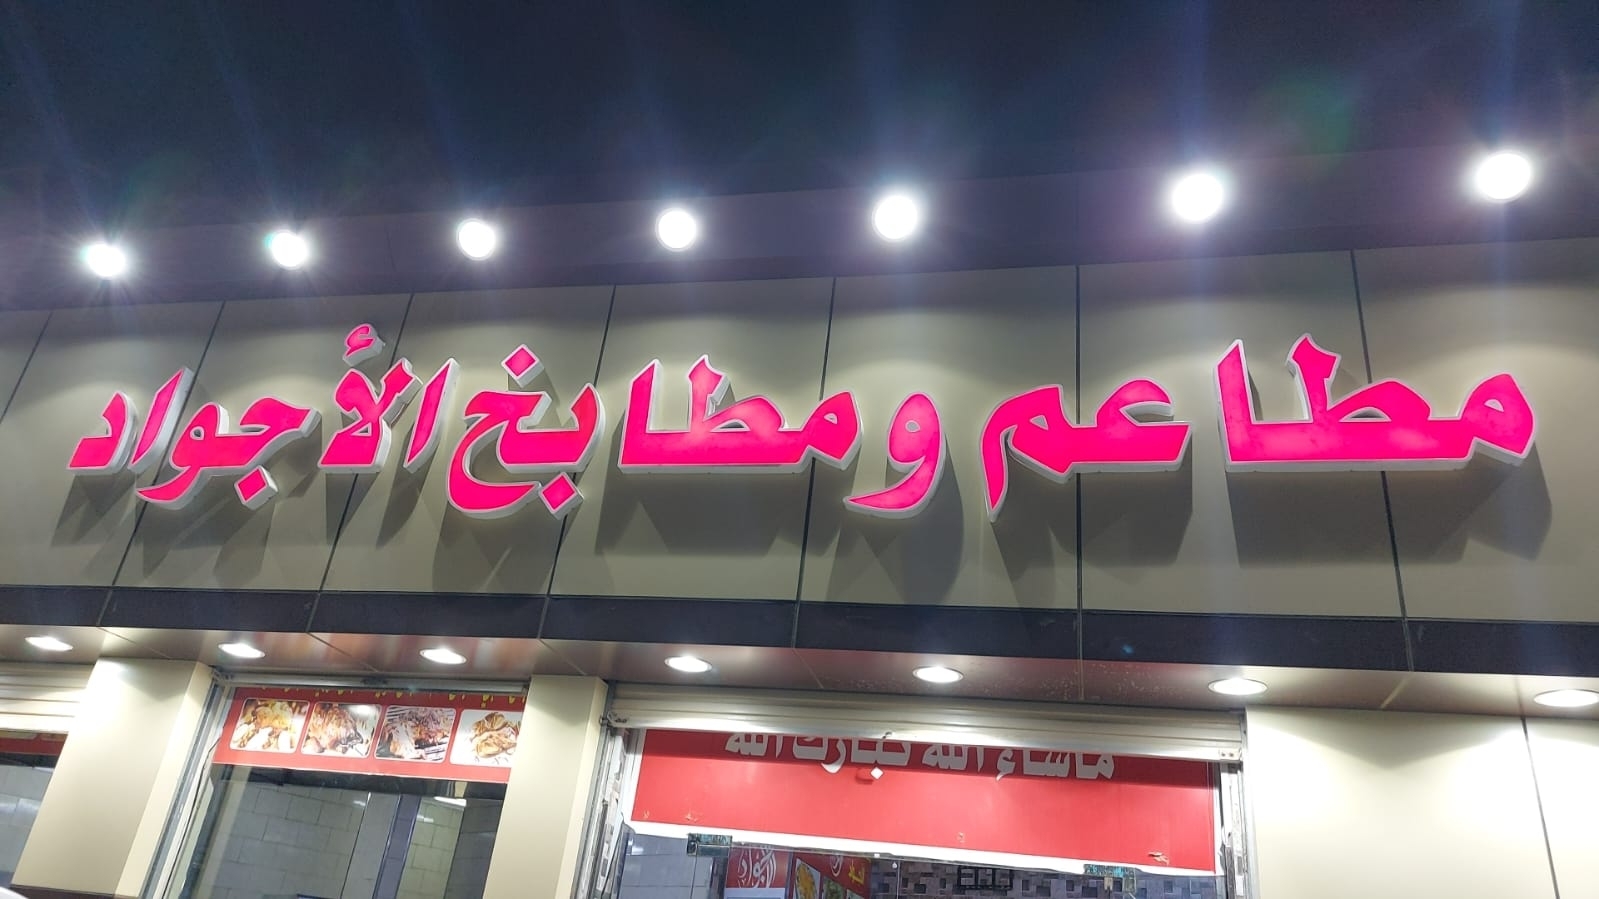 مطاعم ومطابخ الأجواد
ماشاء الله تبارك الله